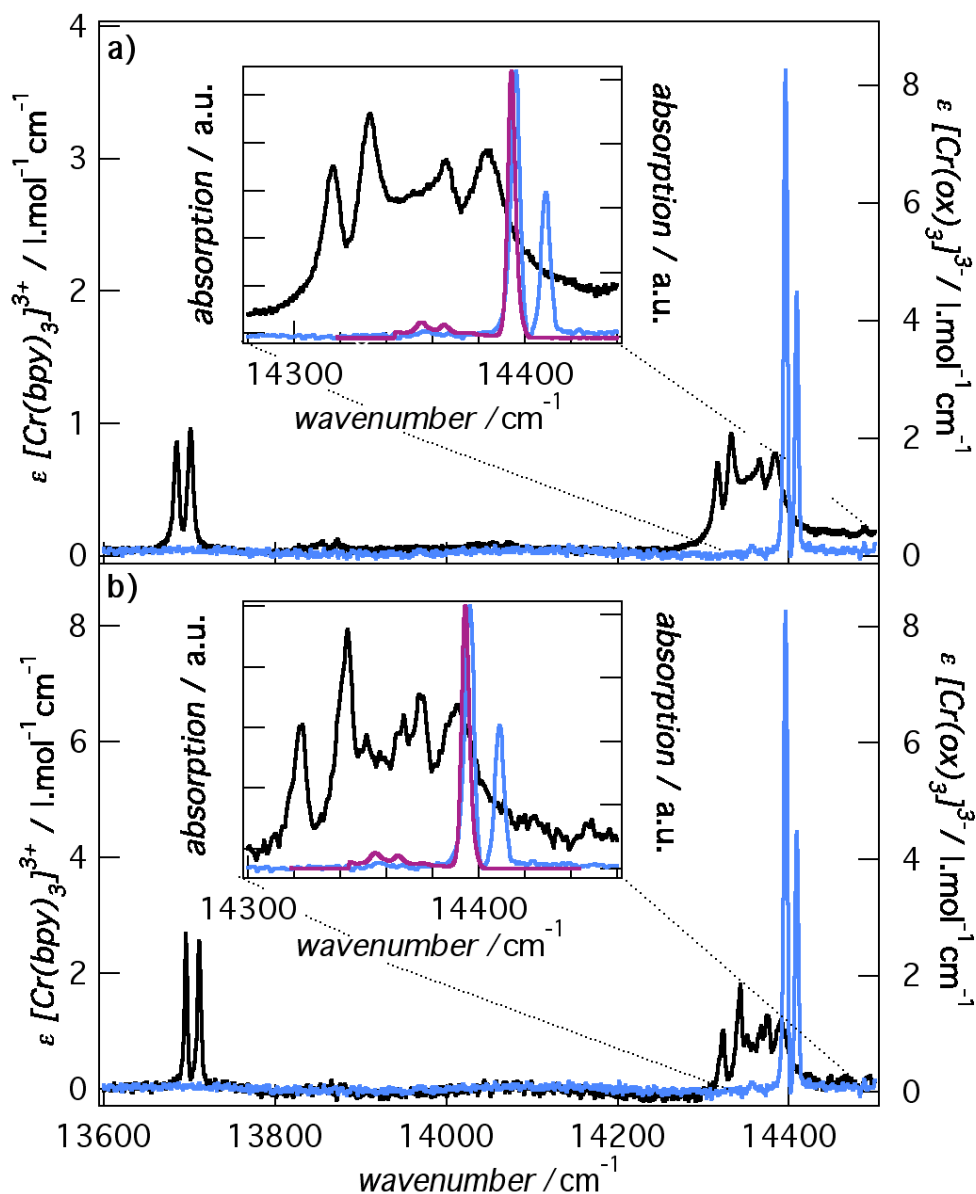 a)
4
3
2
1
0
ε [Cr(bpy)₃]³⁺ / l.mol⁻¹cm⁻¹
absorption / a.u.
absorption / a.u.
14300 14400
wavenumber / cm⁻¹
8
6
4
2
0
ε [Cr(ox)₃]³⁻ / l.mol⁻¹cm⁻¹
b)
8
6
4
2
0
ε [Cr(bpy)₃]³⁺ / l.mol⁻¹cm⁻¹
absorption / a.u.
absorption / a.u.
14300 14400
wavenumber / cm⁻¹
8
6
4
2
0
ε [Cr(ox)₃]³⁻ / l.mol⁻¹cm⁻¹
13600 13800 14000 14200 14400
wavenumber / cm⁻¹